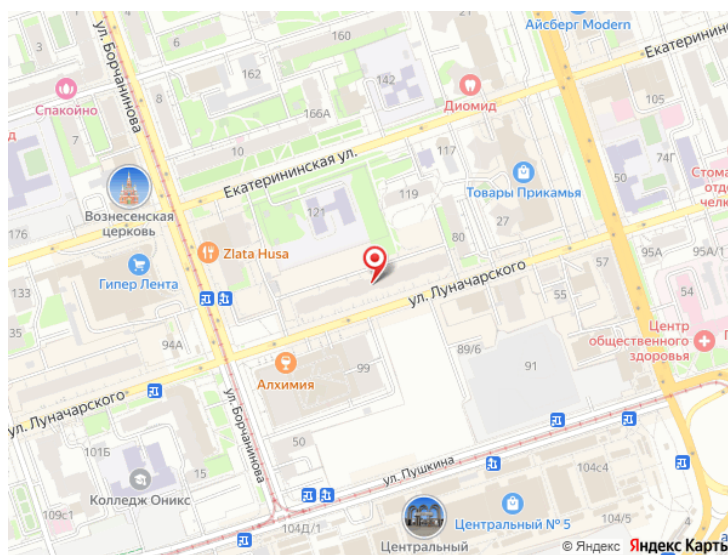 160
Айсберг Modern
3
7
162
142
Екатерининская
ул. Борчанинова
Спакойно
8
166А
Диомид
105
10
117
74Г
50
Екатерининская ул.
Товары Прикамья
Вознесенская
церковь
121
119
27
176
Zlata Husa
80
95А
95А
133
Гипер Лента
ул. Луначарского
57
54
35
55
94А
Центр
общественного
здоровья
89/6
91
Алхимия
99
ул. Луначарского
ул. Борчанинова
50
101Б
15
Колледж Оникс
ул. Пушкина
104с4
109с1
104Д/1
Центральный № 5
104/5
Центральный
© Яндекс Яндекс Карты